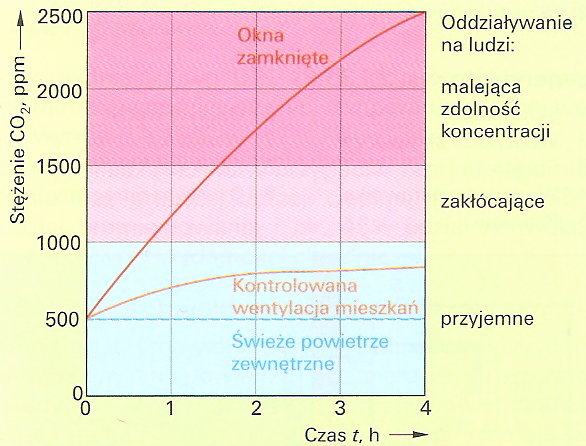 Stężenie CO₂, ppm
2500
2000
1500
1000
500
0
0 1 2 3 4
Czas t, h
Okna
zamknięte
Kontrolowana
wentylacja mieszkań
Świeże powietrze
zewnętrzne
Oddziaływanie
na ludzi:
malejąca
zdolność
koncentracji
zakłócające
przyjemne